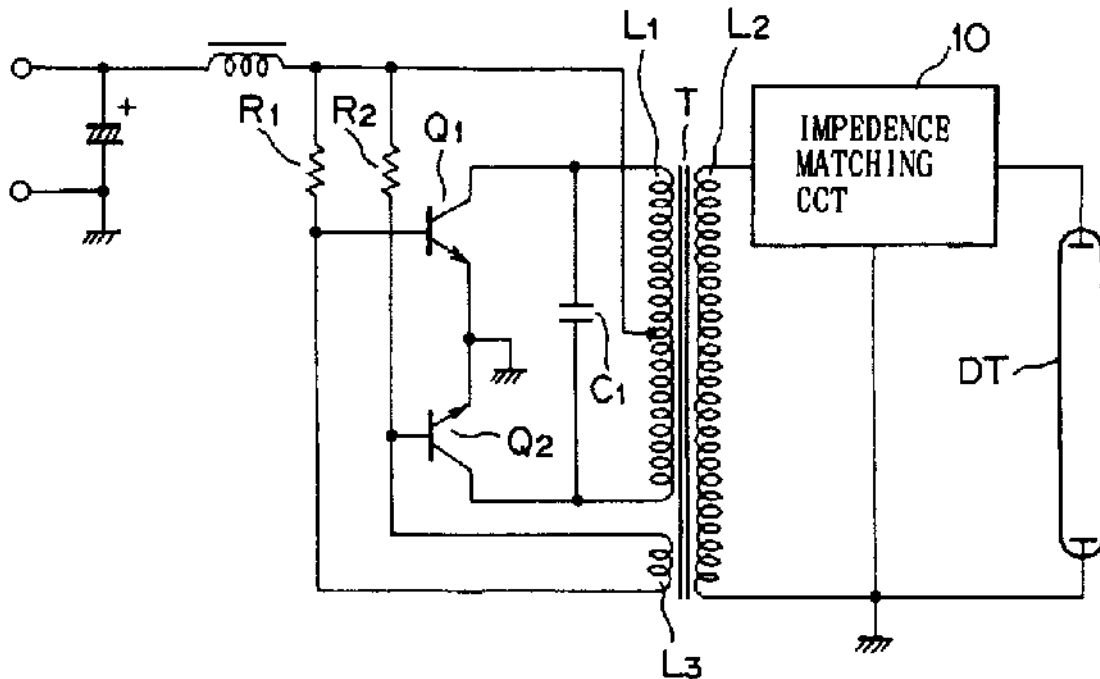 L1
L2
10
T
+
R1
R2
Q1
IMPEDENCE
MATCHING
CCT
C1
DT
Q2
L3